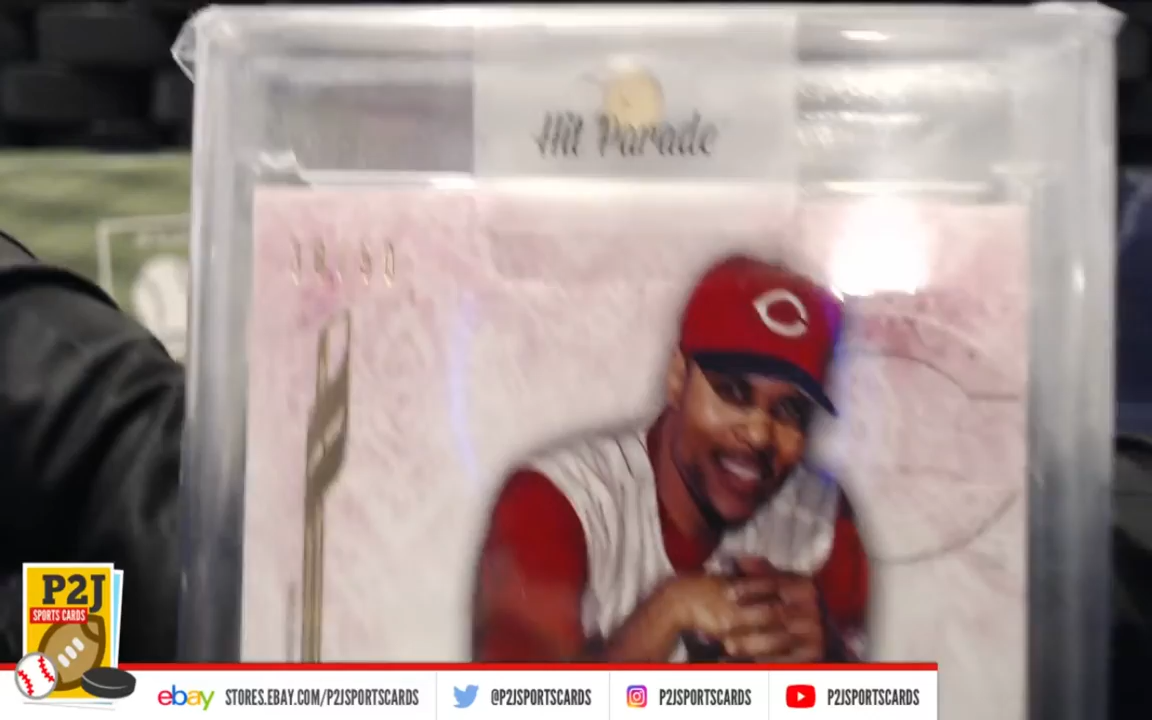 Hit Parade
C
P2J
SPORTS CARDS
ebay STORES.EBAY.COM/P2JSPORTSCARDS
@P2JSPORTSCARDS
P2JSPORTSCARDS
P2JSPORTSCARDS